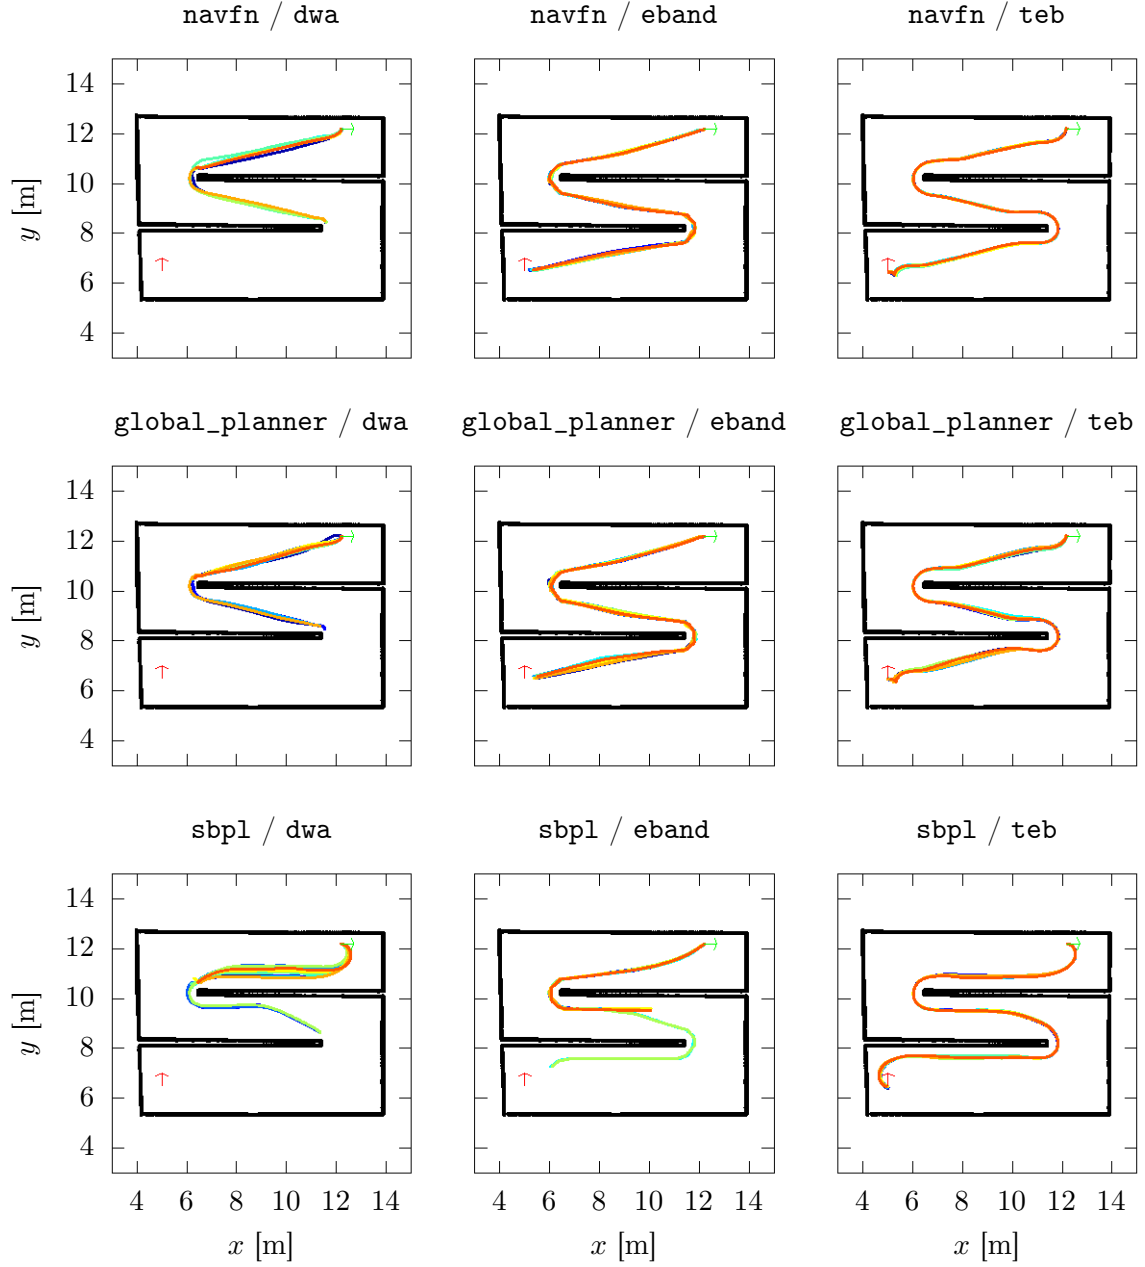 navfn / dwa navfn / eband navfn / teb
14
12
10
8
6
4
y [m]
global_planner / dwa global_planner / eband global_planner / teb
14
12
10
8
6
4
y [m]
sbpl / dwa sbpl / eband sbpl / teb
14
12
10
8
6
4
y [m]
4 6 8 10 12 14 4 6 8 10 12 14 4 6 8 10 12 14
x [m] x [m] x [m]